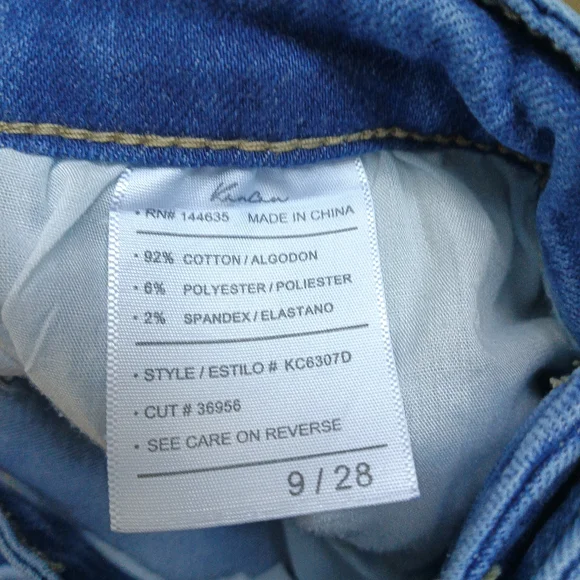 KanCan
• RN# 144635 MADE IN CHINA
• 92% COTTON / ALGODON
• 6% POLYESTER / POLIESTER
• 2% SPANDEX / ELASTANO
• STYLE / ESTILO # KC6307D
• CUT # 36956
• SEE CARE ON REVERSE
9 / 28